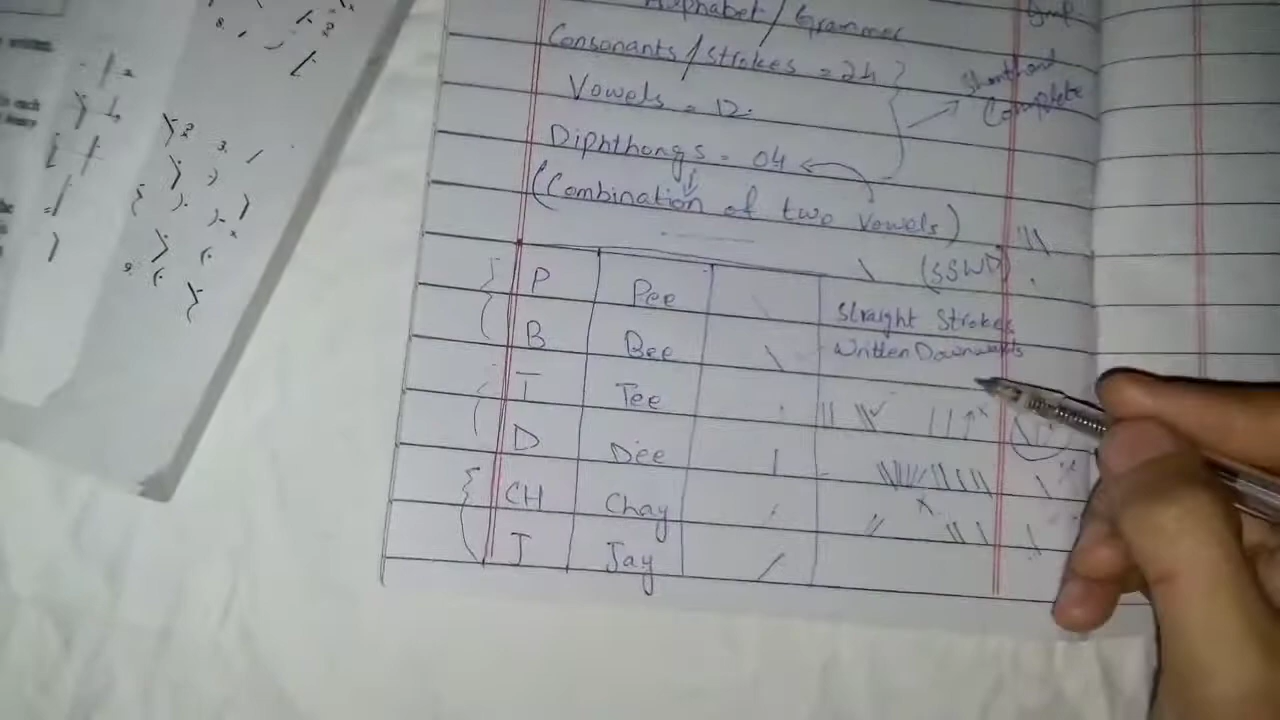 Alphabet/Grammar
Consonants/Strokes = 24
Vowels = 12
Shorthand
Complete
Diphthongs = 04
(Combination of two vowels)
(SSWD)
P Pee \ Straight Strokes
B Bee \ Written Downwards
T Tee
D Dee |
CH Chay
J Jay /